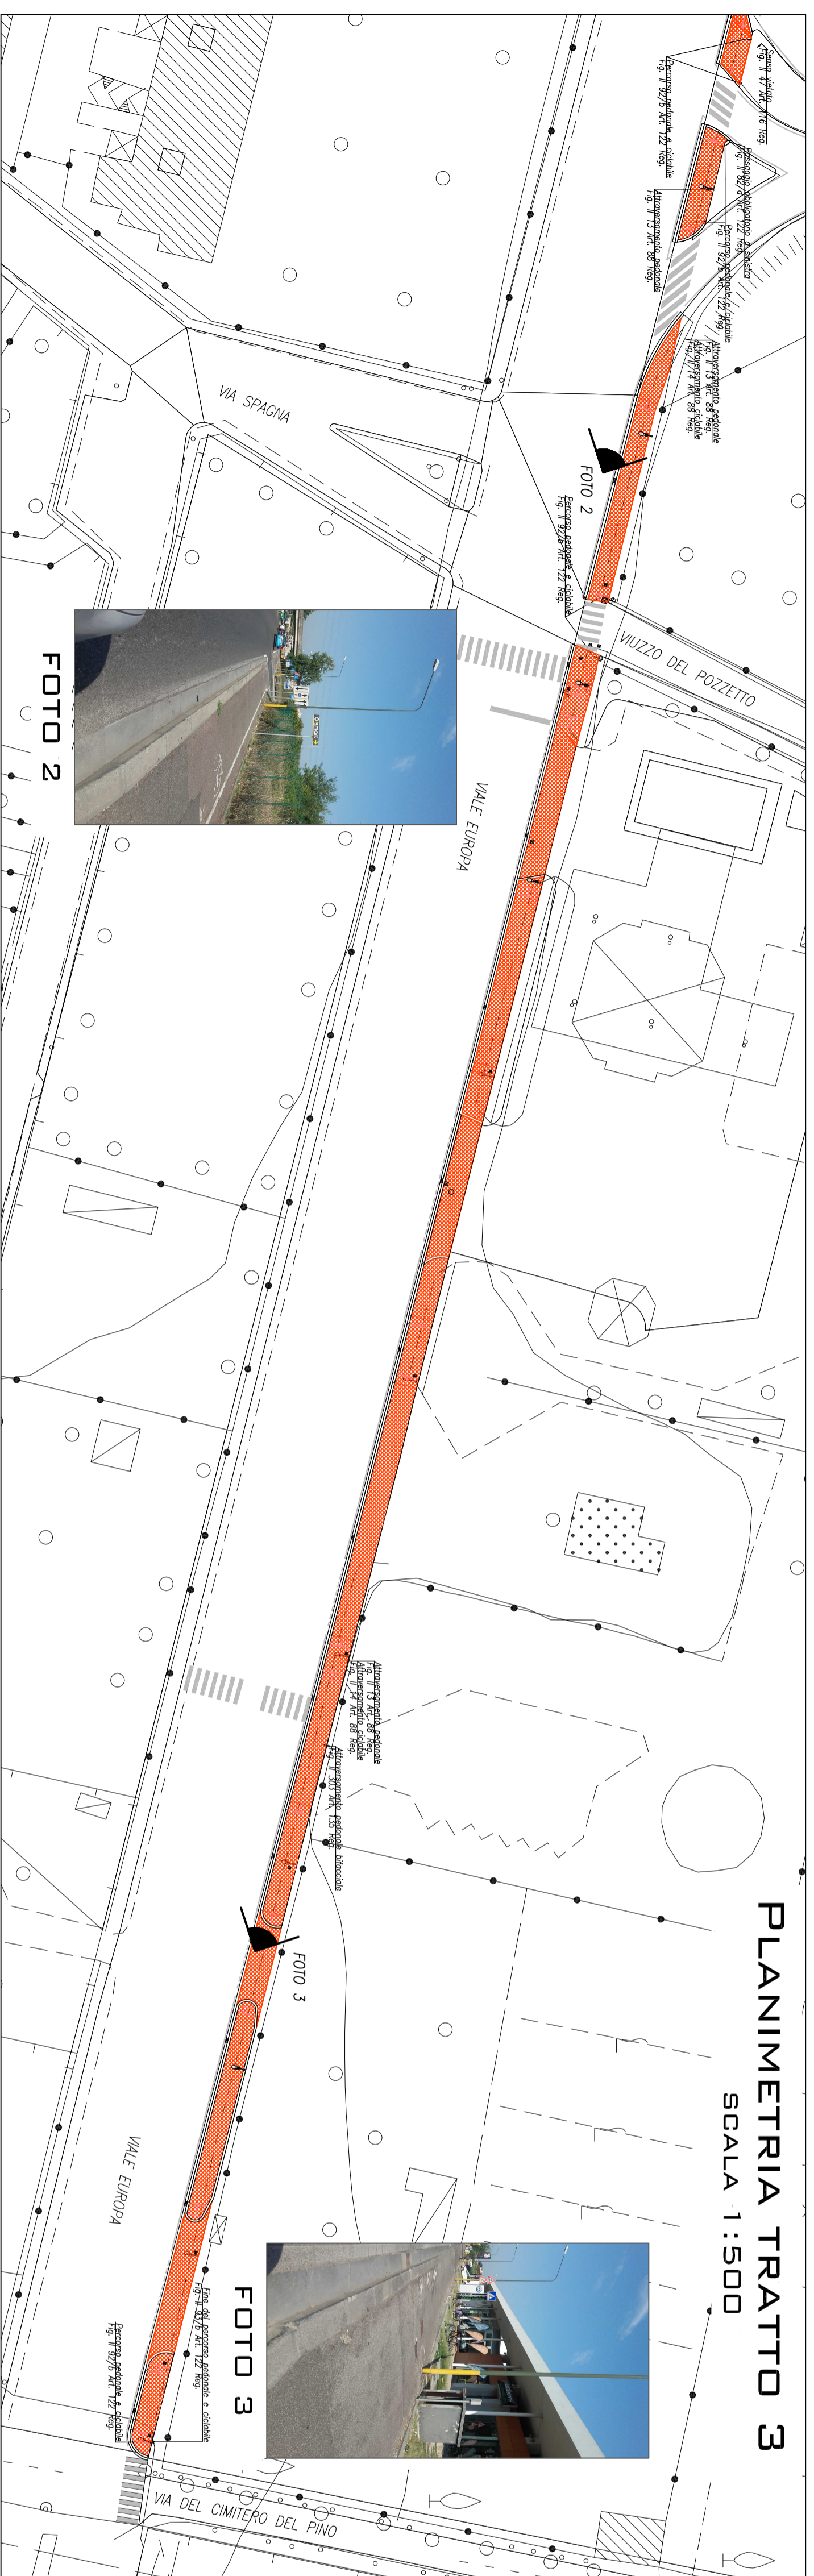 PLANIMETRIA TRATTO 3
SCALA 1:500
Senso vietato
Fig. II 47 Art. 116 Reg.
Passaggio obbligatorio a sinistra
Fig. II 82/a Art. 122 Reg.
Percorso pedonale e ciclabile
Fig. II 92/b Art. 122 Reg.
Percorso pedonale e ciclabile
Fig. II 92/b Art. 122 Reg.
Attraversamento pedonale
Fig. II 13 Art. 88 Reg.
Attraversamento pedonale
Fig. II 13 Art. 88 Reg.
Attraversamento ciclabile
Fig. II 14 Art. 88 Reg.
VIA SPAGNA
FOTO 2
Percorso pedonale e ciclabile
Fig. II 92/b Art. 122 Reg.
VIUZZO DEL POZZETTO
FOTO 2
VIALE EUROPA
Attraversamento pedonale
Fig. II 13 Art. 88 Reg.
Attraversamento ciclabile
Fig. II 14 Art. 88 Reg.
Attraversamento pedonale bifacciale
Fig. II 303 Art. 135 Reg.
FOTO 3
VIALE EUROPA
FOTO 3
Fine del percorso pedonale e ciclabile
Fig. II 93/b Art. 122 Reg.
Percorso pedonale e ciclabile
Fig. II 92/b Art. 122 Reg.
VIA DEL CIMITERO DEL PINO